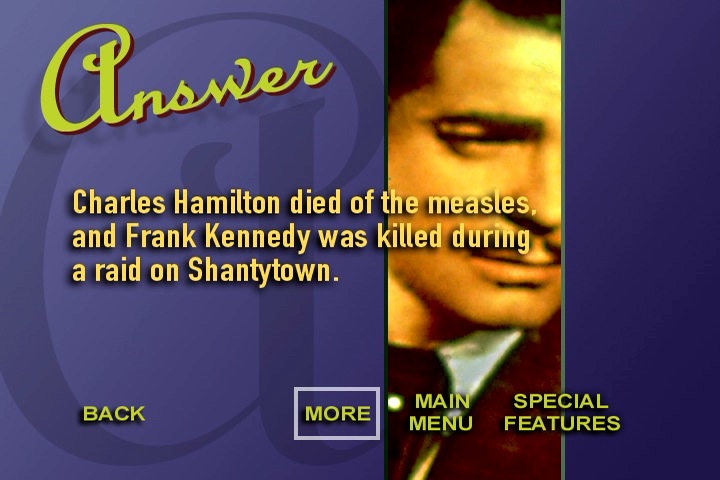 Answer
Charles Hamilton died of the measles,
and Frank Kennedy was killed during
a raid on Shantytown.
BACK
MORE
MAIN
MENU
SPECIAL
FEATURES